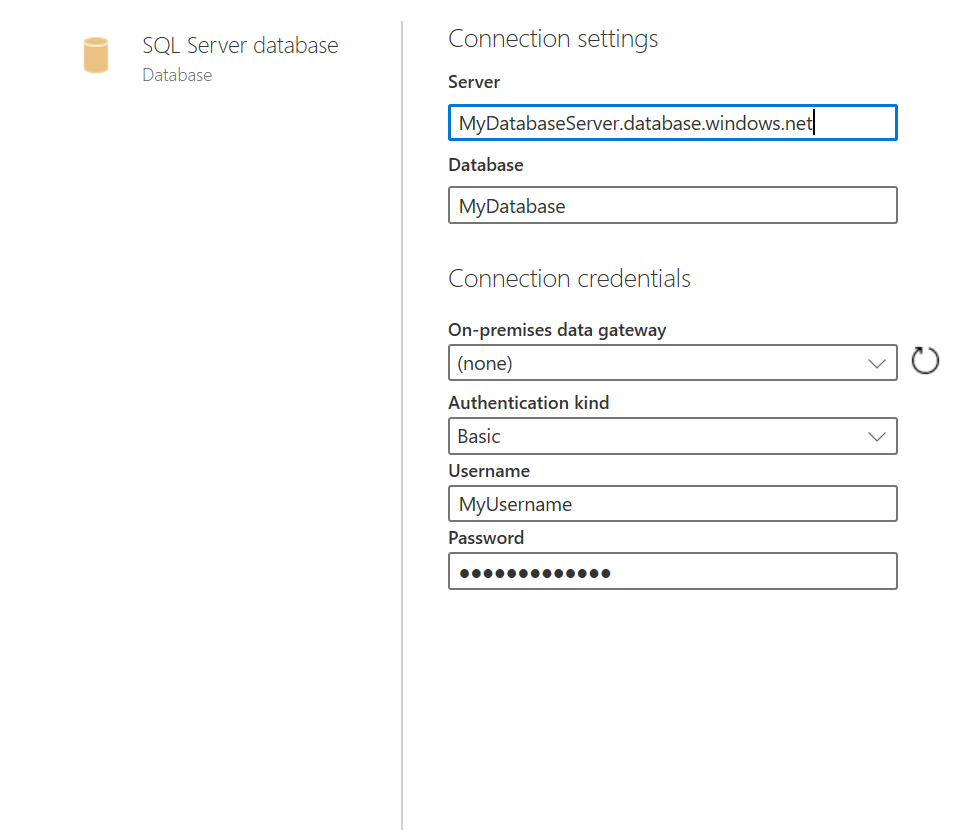 SQL Server database
Database
Connection settings
Server
MyDatabaseServer.database.windows.net
Database
MyDatabase
Connection credentials
On-premises data gateway
(none)
Authentication kind
Basic
Username
MyUsername
Password
●●●●●●●●●●●●●